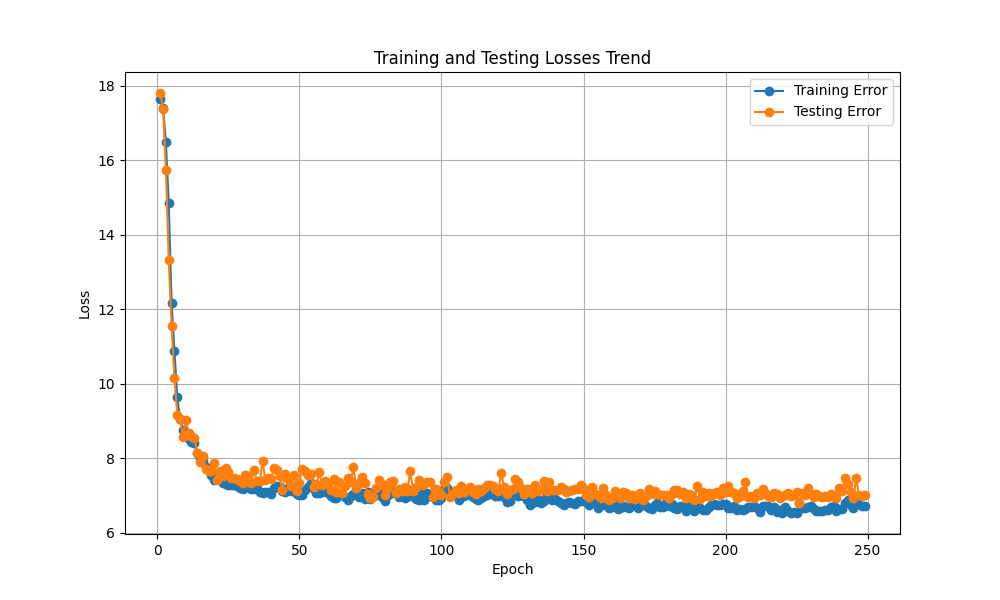 Training and Testing Losses Trend
Training Error
Testing Error
18
16
14
12
10
8
6
Loss
0 50 100 150 200 250
Epoch